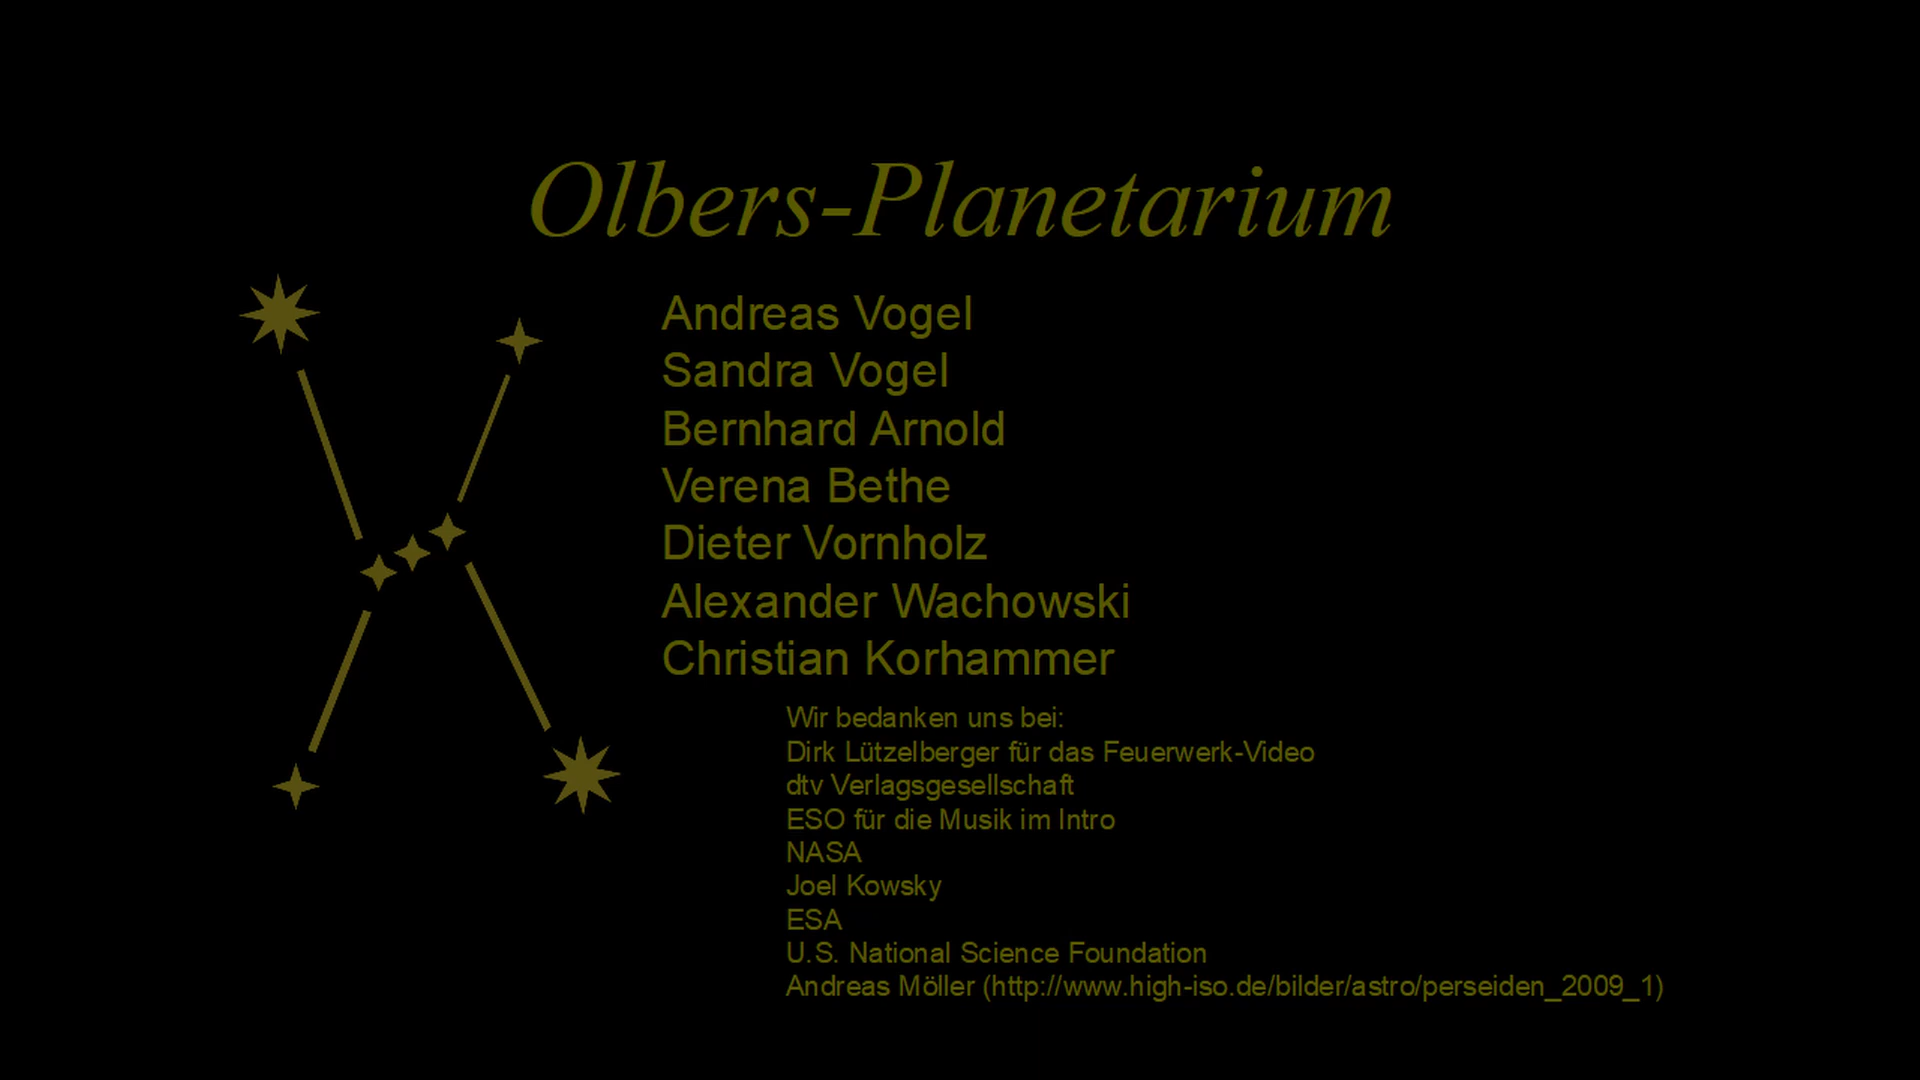 Olbers-Planetarium
Andreas Vogel
Sandra Vogel
Bernhard Arnold
Verena Bethe
Dieter Vornholz
Alexander Wachowski
Christian Korhammer
Wir bedanken uns bei:
Dirk Lützelberger für das Feuerwerk-Video
dtv Verlagsgesellschaft
ESO für die Musik im Intro
NASA
Joel Kowsky
ESA
U.S. National Science Foundation
Andreas Möller (http://www.high-iso.de/bilder/astro/perseiden_2009_1)